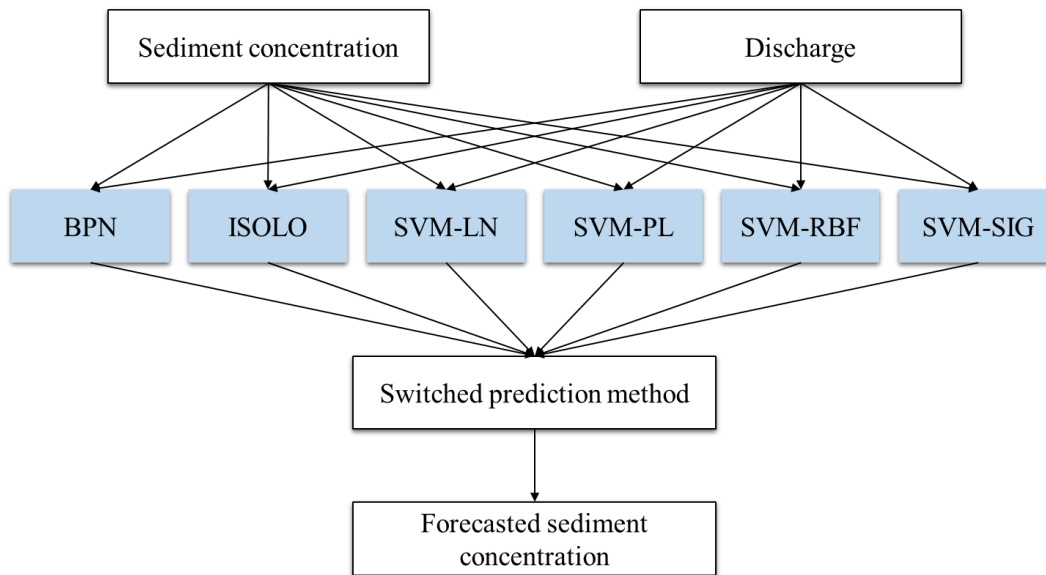 Sediment concentration
Discharge
BPN
ISOLO
SVM-LN
SVM-PL
SVM-RBF
SVM-SIG
Switched prediction method
Forecasted sediment
concentration